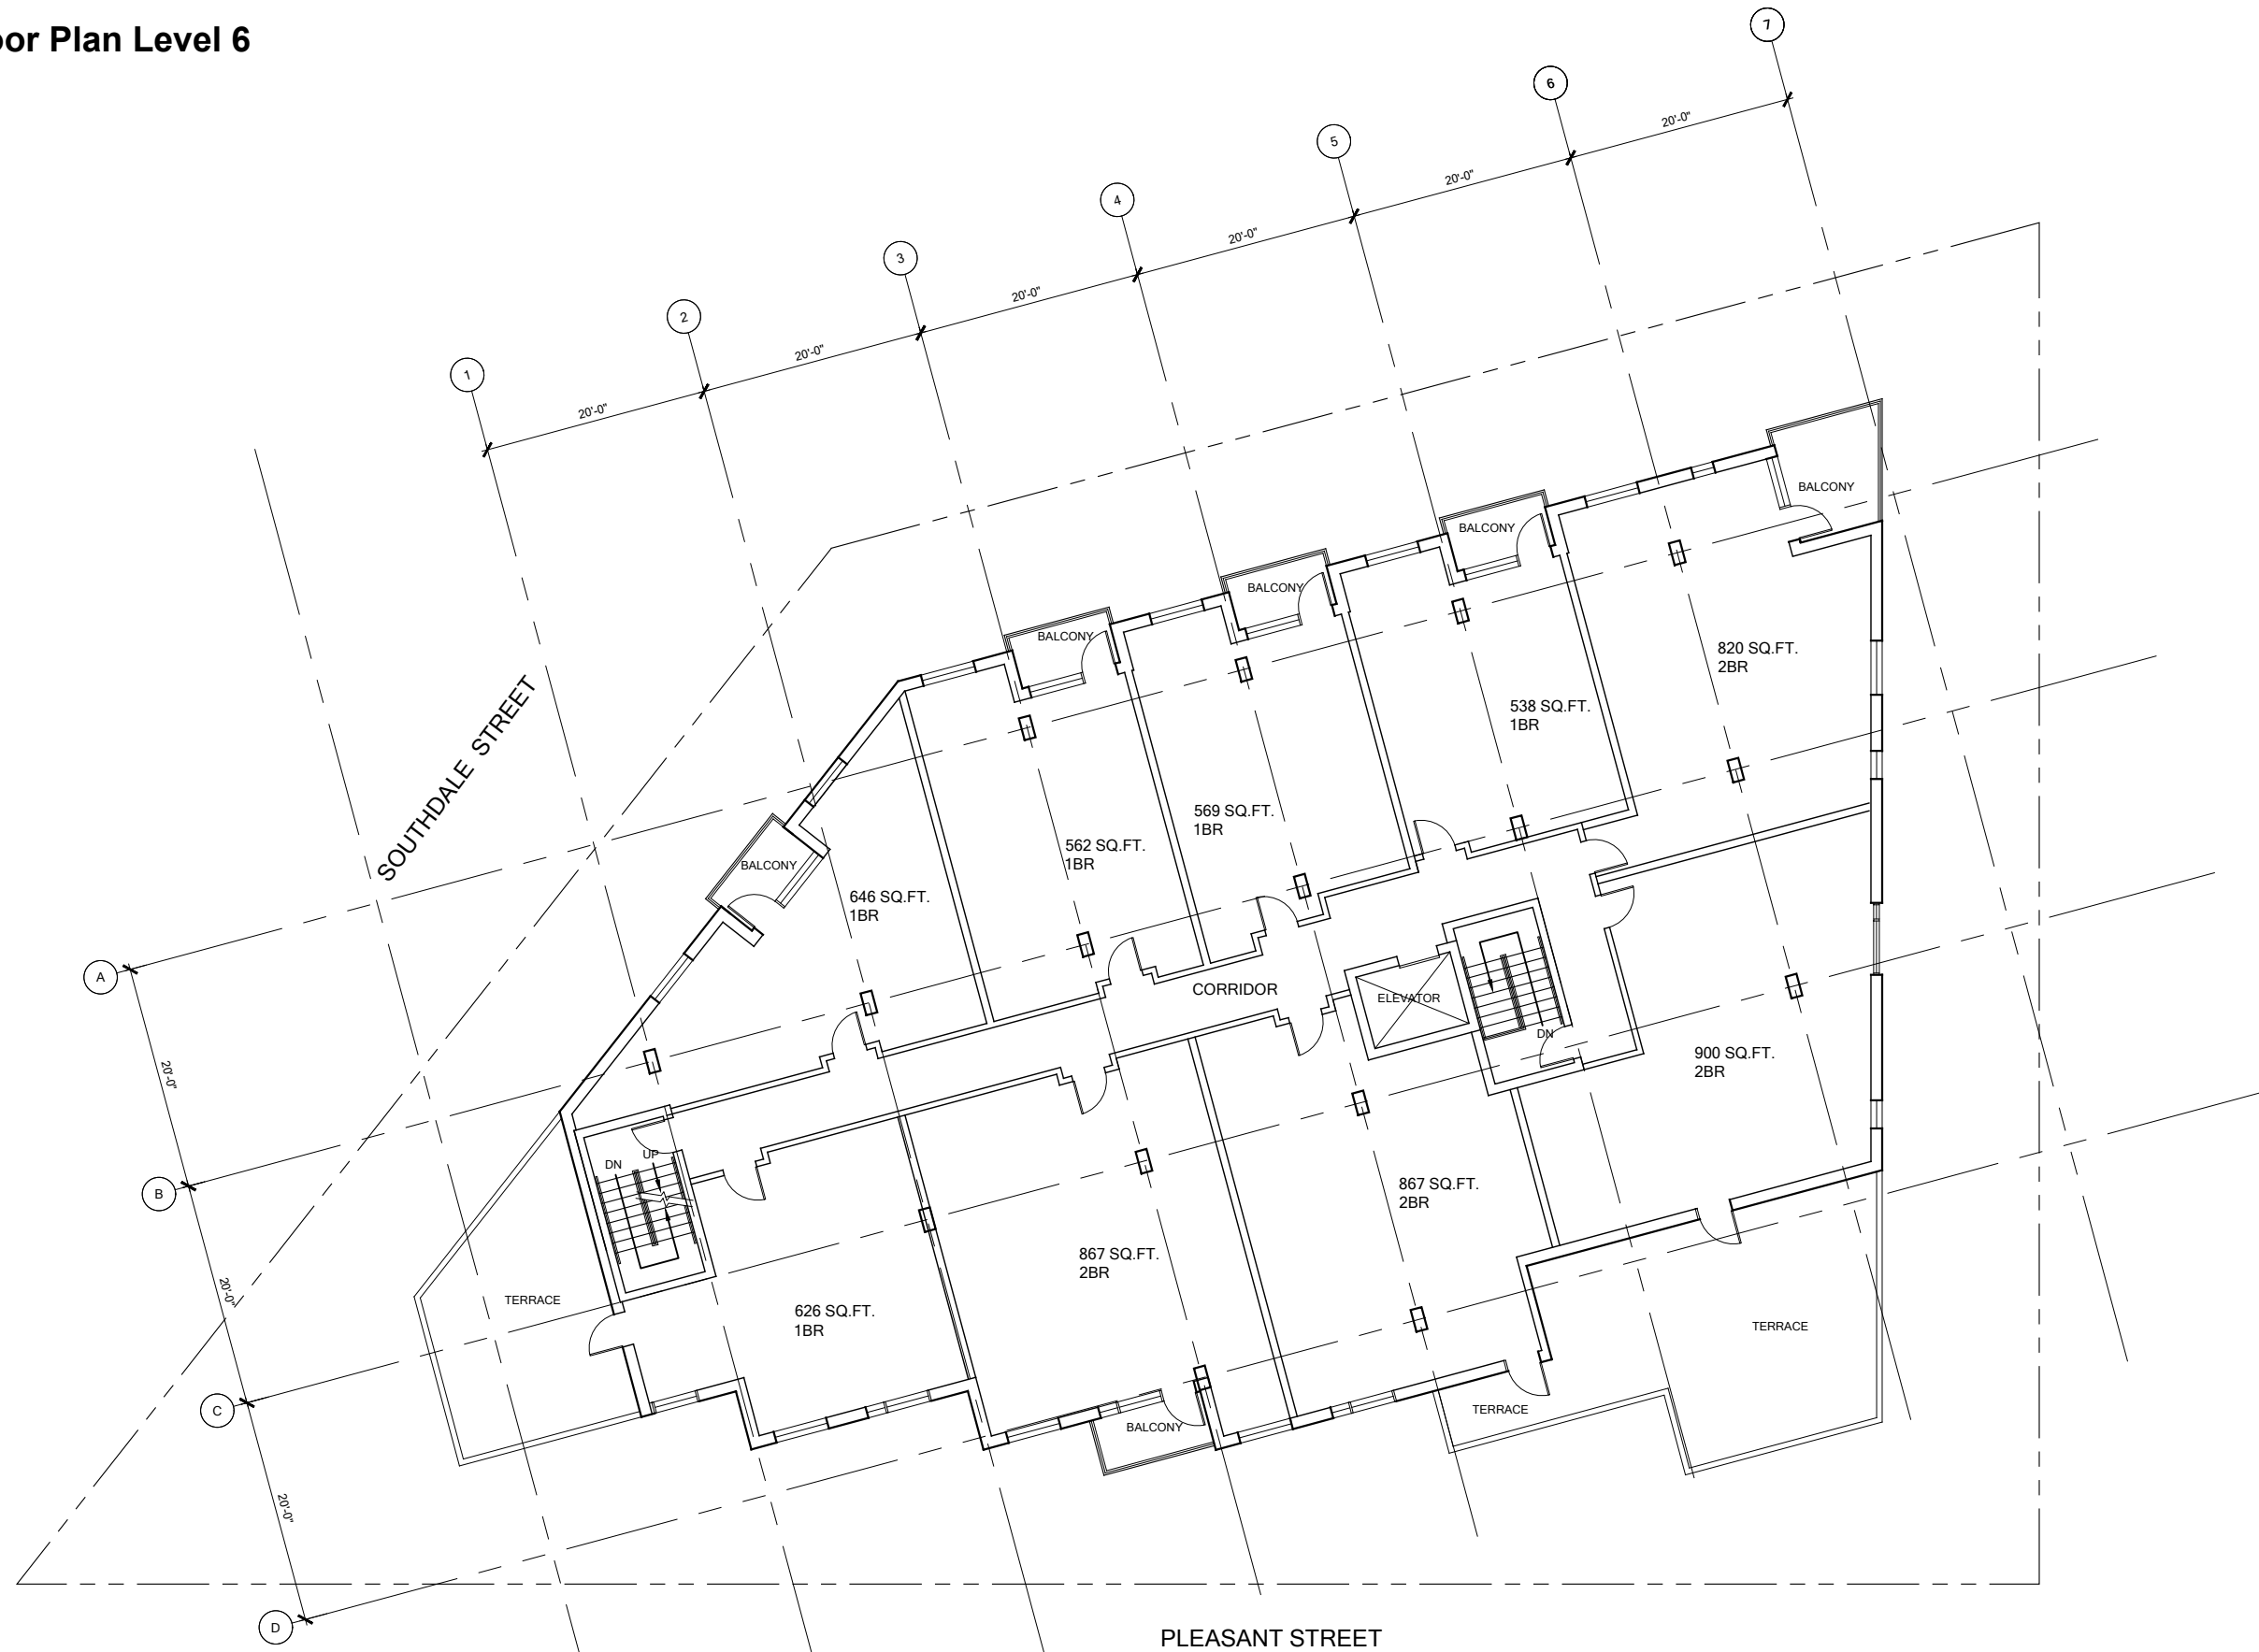 oor Plan Level 6
7
6
5
4
3
2
1
20'-0"
20'-0"
20'-0"
20'-0"
20'-0"
20'-0"
BALCONY
BALCONY
BALCONY
BALCONY
820 SQ.FT.
2BR
538 SQ.FT.
1BR
SOUTHDALE STREET
569 SQ.FT.
1BR
562 SQ.FT.
1BR
BALCONY
646 SQ.FT.
1BR
A
CORRIDOR
ELEVATOR
DN
900 SQ.FT.
2BR
20'-0"
B
DN
UP
867 SQ.FT.
2BR
867 SQ.FT.
2BR
20'-0"
TERRACE
626 SQ.FT.
1BR
TERRACE
C
TERRACE
BALCONY
20'-0"
D
PLEASANT STREET